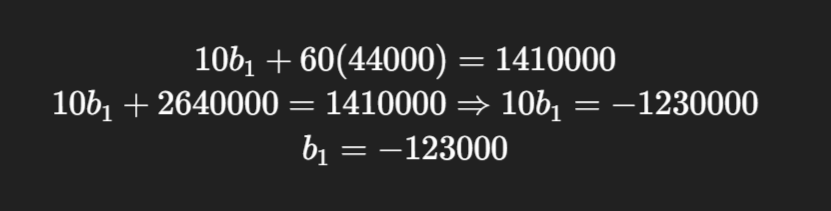 10b₁ + 60(44000) = 1410000
10b₁ + 2640000 = 1410000 ⇒ 10b₁ = −1230000
b₁ = −123000